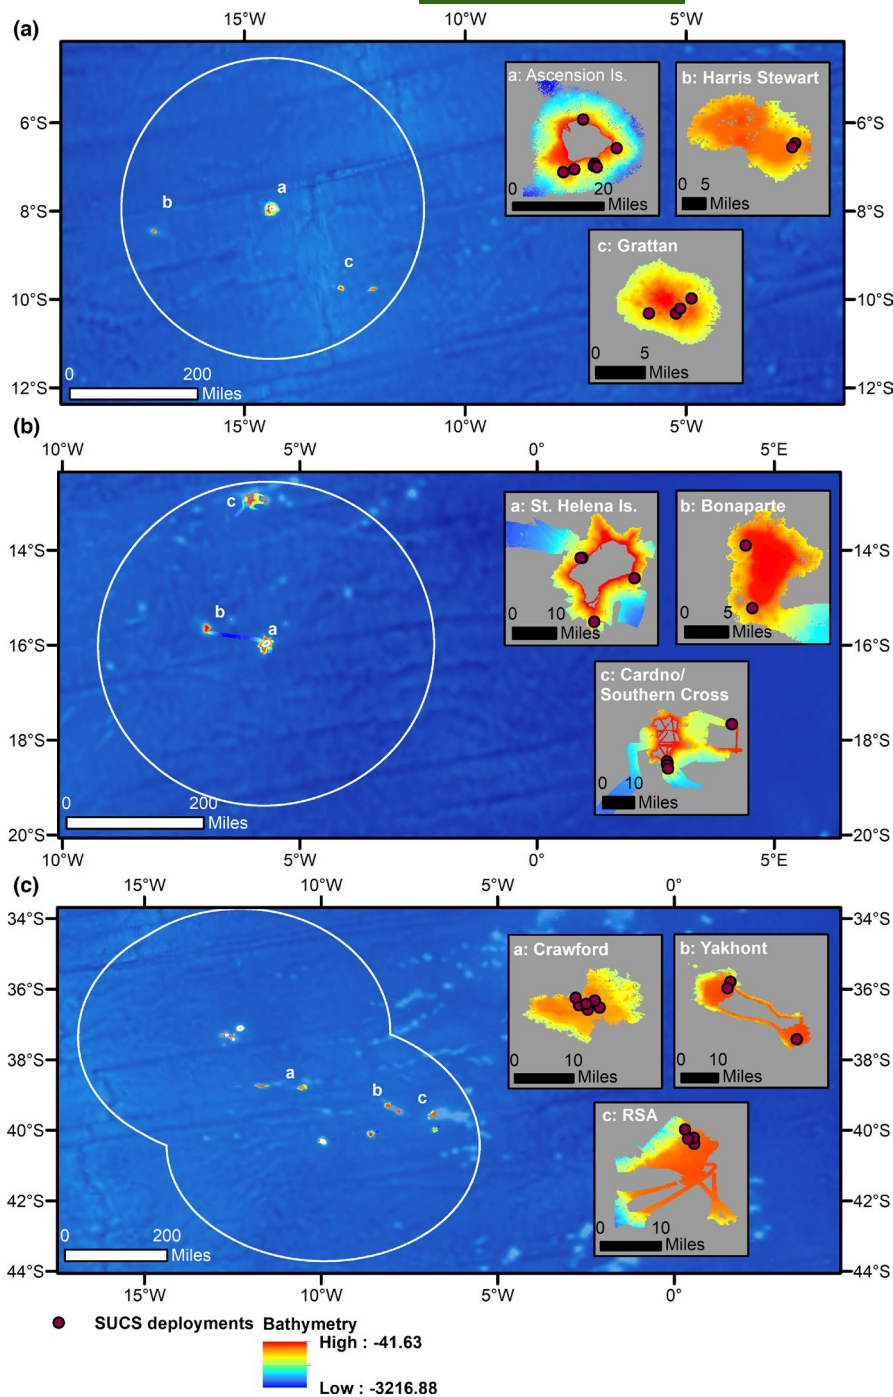 (a)
15°W 10°W 5°W
6°S 6°S
8°S 8°S
10°S 10°S
12°S 12°S
a
b
c
0 200
Miles
a: Ascension Is.
0 20
Miles
b: Harris Stewart
0 5
Miles
c: Grattan
0 5
Miles
15°W 10°W 5°W
(b)
10°W 5°W 0° 5°E
14°S 14°S
16°S 16°S
18°S 18°S
20°S 20°S
c
b
a
0 200
Miles
a: St. Helena Is.
0 10
Miles
b: Bonaparte
0 5
Miles
c: Cardno/
Southern Cross
0 10
Miles
10°W 5°W 0° 5°E
(c)
15°W 10°W 5°W 0°
34°S 34°S
36°S 36°S
38°S 38°S
40°S 40°S
42°S 42°S
44°S 44°S
a
b
c
0 200
Miles
a: Crawford
0 10
Miles
b: Yakhont
0 10
Miles
c: RSA
0 10
Miles
15°W 10°W 5°W 0°
SUCS deployments
Bathymetry
High : -41.63
Low : -3216.88